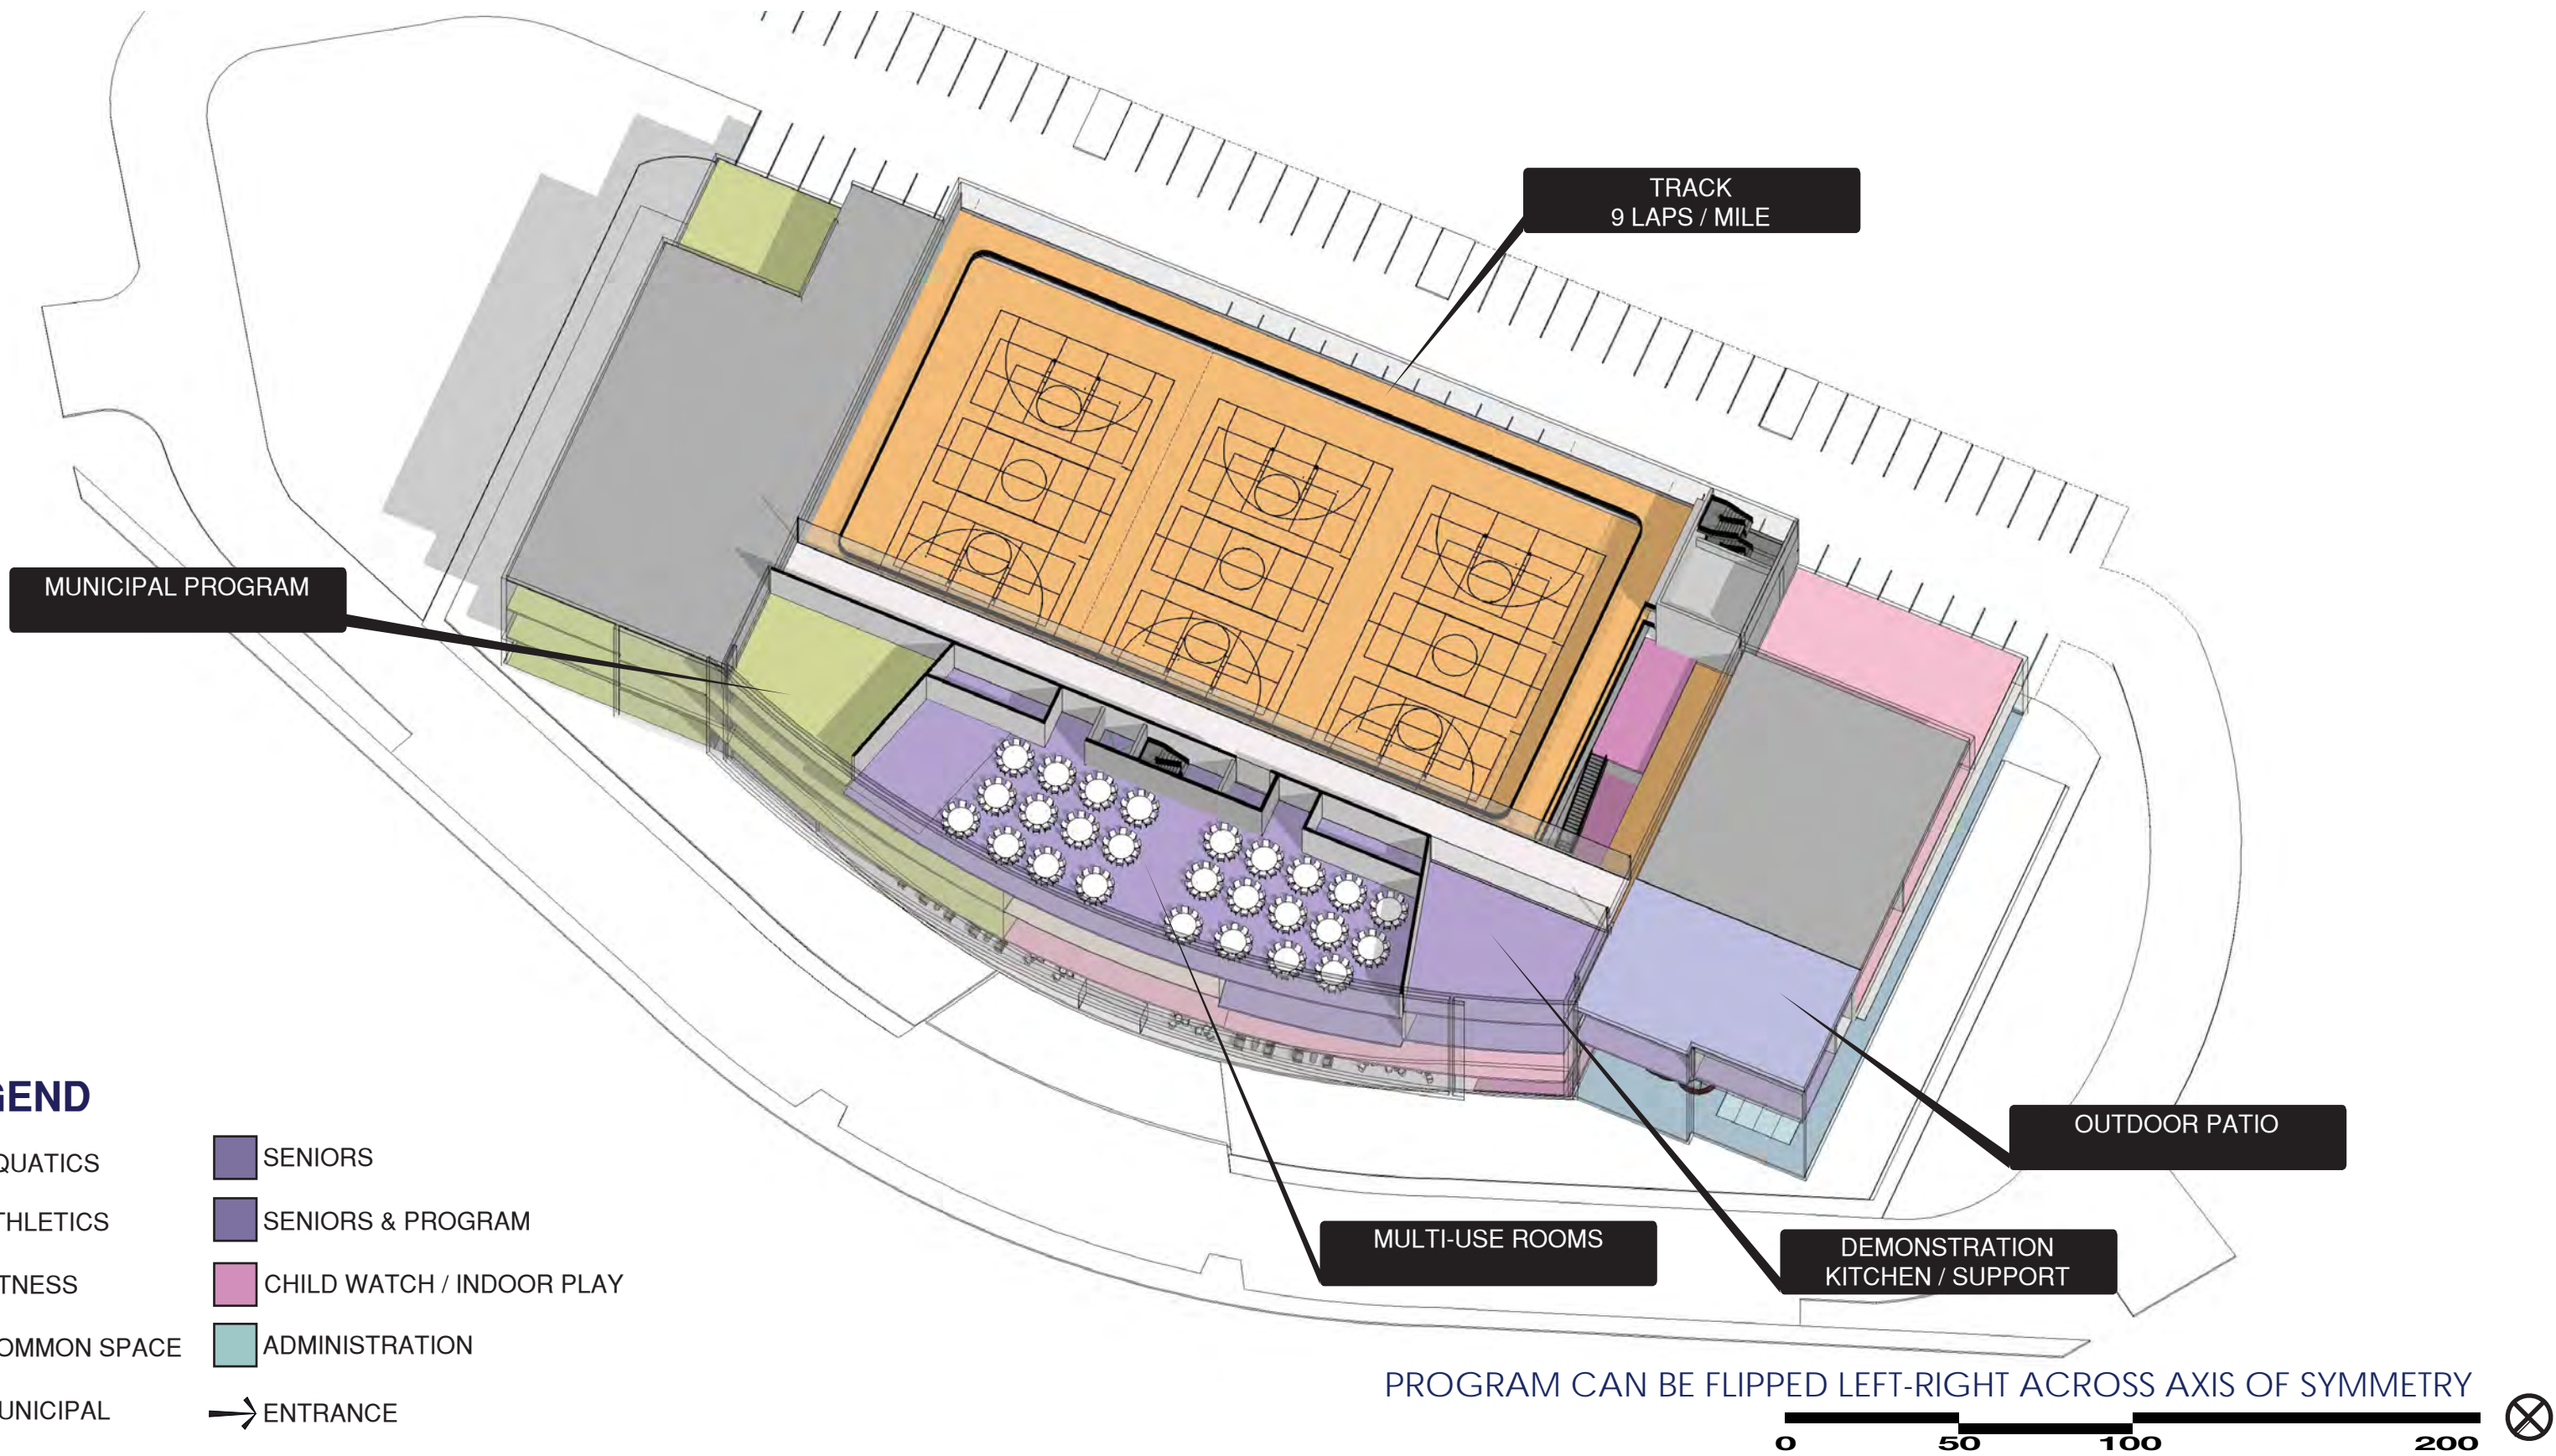 TRACK
9 LAPS / MILE
MUNICIPAL PROGRAM
OUTDOOR PATIO
MULTI-USE ROOMS
DEMONSTRATION
KITCHEN / SUPPORT
GEND
QUATICS
SENIORS
THLETICS
SENIORS & PROGRAM
TNESS
CHILD WATCH / INDOOR PLAY
OMMON SPACE
ADMINISTRATION
UNICIPAL
ENTRANCE
PROGRAM CAN BE FLIPPED LEFT-RIGHT ACROSS AXIS OF SYMMETRY
0 50 100 200